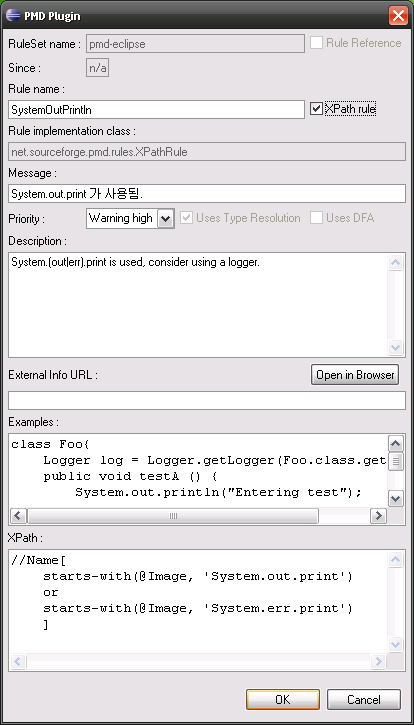 PMD Plugin
RuleSet name : pmd-eclipse Rule Reference
Since : n/a
Rule name :
SystemOutPrintln XPath rule
Rule implementation class :
net.sourceforge.pmd.rules.XPathRule
Message :
System.out.print 가 사용됨.
Priority : Warning high Uses Type Resolution Uses DFA
Description :
System.(out|err).print is used, consider using a logger.
External Info URL : Open in Browser
Examples :
class Foo{
Logger log = Logger.getLogger(Foo.class.get
public void testA () {
System.out.println("Entering test");
XPath :
//Name[
starts-with(@Image, 'System.out.print')
or
starts-with(@Image, 'System.err.print')
]
OK Cancel